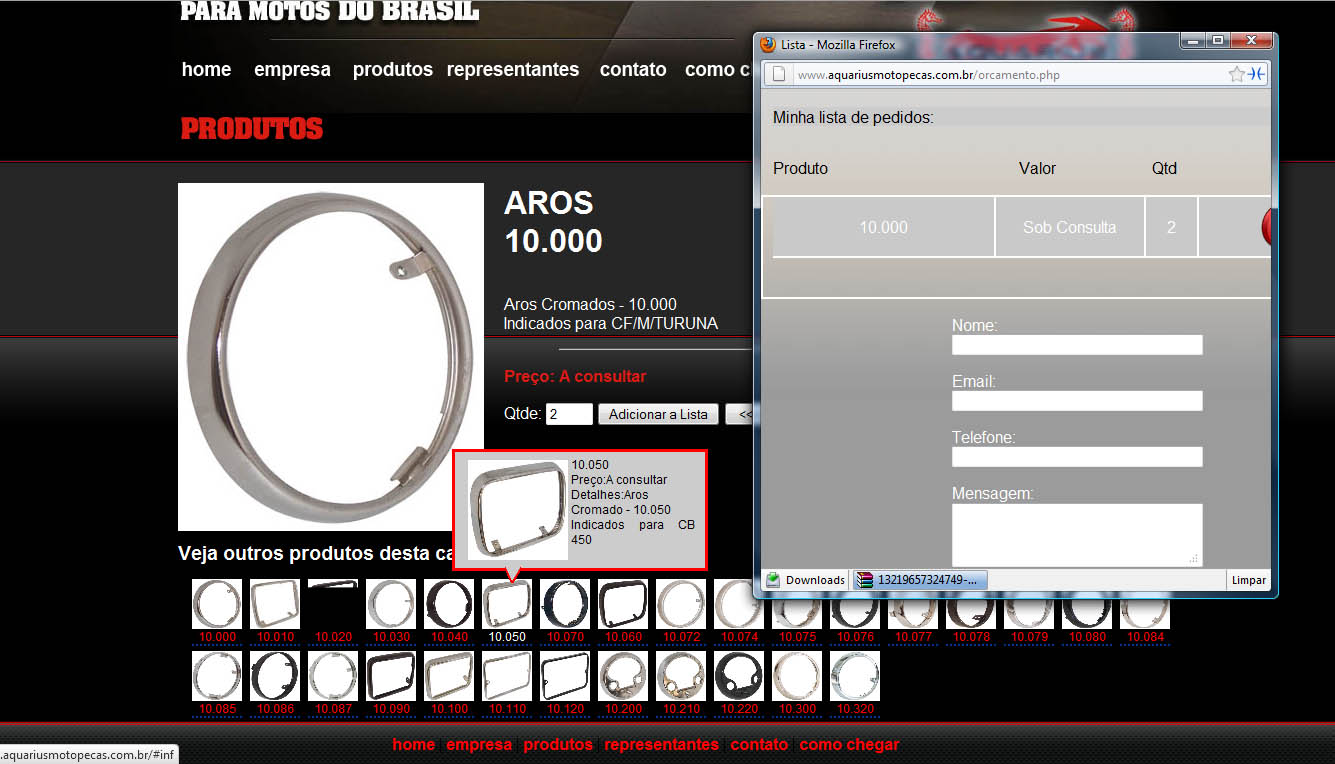 PARA MOTOS DO BRASIL
home empresa produtos representantes contato como c
PRODUTOS
AROS
10.000
Aros Cromados - 10.000
Indicados para CF/M/TURUNA
Preço: A consultar
Qtde: 2 Adicionar a Lista <<
10.050
Preço:A consultar
Detalhes:Aros
Cromado - 10.050
Indicados para CB
450
Veja outros produtos desta ca
10.000 10.010 10.020 10.030 10.040 10.050 10.070 10.060 10.072 10.074 10.075 10.076 10.077 10.078 10.079 10.080 10.084
10.085 10.086 10.087 10.090 10.100 10.110 10.120 10.200 10.210 10.220 10.300 10.320
home empresa produtos representantes contato como chegar
.aquariusmotopecas.com.br/#inf
Lista - Mozilla Firefox
www.aquariusmotopecas.com.br/orcamento.php
Minha lista de pedidos:
Produto Valor Qtd
10.000 Sob Consulta 2
Nome:
Email:
Telefone:
Mensagem:
Downloads 13219657324749-... Limpar